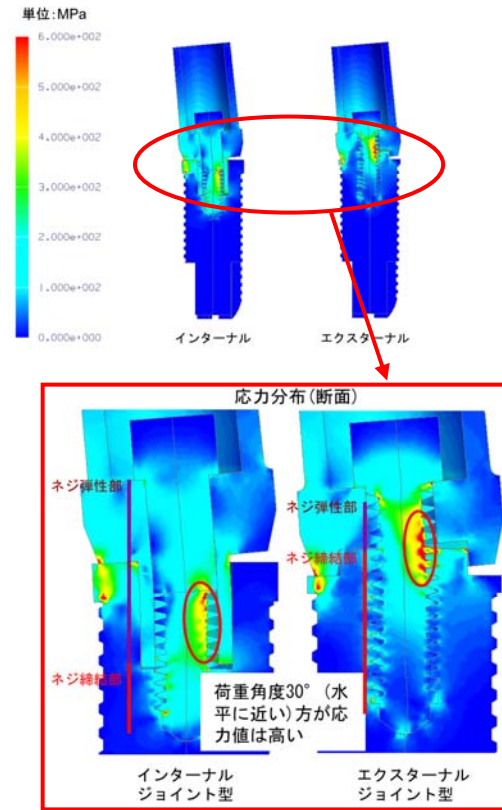 単位:MPa
6.000e+002
5.000e+002
4.000e+002
3.000e+002
2.000e+002
1.000e+002
0.000e+000
インターナル
エクスターナル
応力分布(断面)
ネジ弾性部
ネジ締結部
ネジ弾性部
ネジ締結部
荷重角度30°(水
平に近い)方が応
力値は高い
インターナル
ジョイント型
エクスターナル
ジョイント型